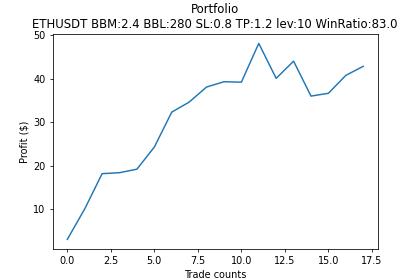 Portfolio
ETHUSDT BBM:2.4 BBL:280 SL:0.8 TP:1.2 lev:10 WinRatio:83.0
50
40
30
20
10
Profit ($)
0.0 2.5 5.0 7.5 10.0 12.5 15.0 17.5
Trade counts